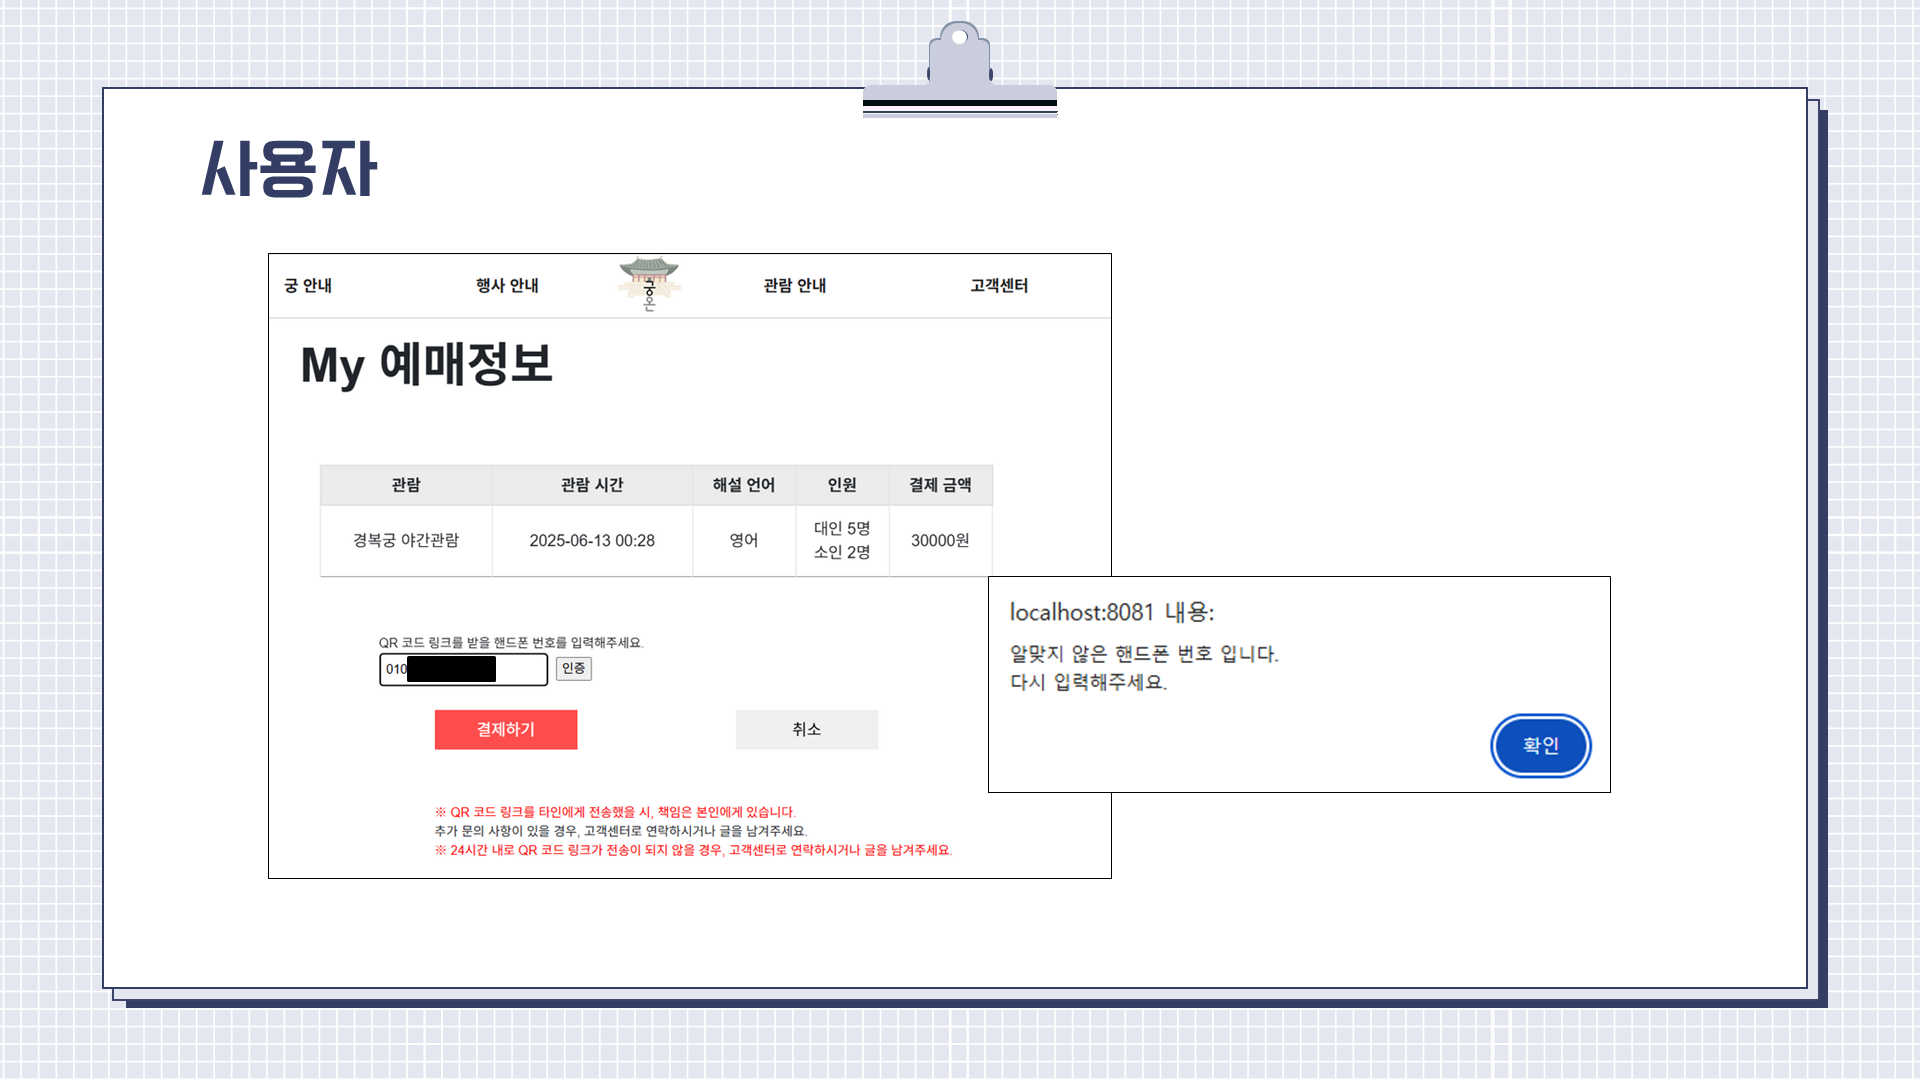 사용자
궁 안내 행사 안내 궁온 관람 안내 고객센터
My 예매정보
관람 관람 시간 해설 언어 인원 결제 금액
경복궁 야간관람 2025-06-13 00:28 영어 대인 5명 소인 2명 30000원
QR 코드 링크를 받을 핸드폰 번호를 입력해주세요.
010 인증
결제하기 취소
※ QR 코드 링크를 타인에게 전송했을 시, 책임은 본인에게 있습니다.
추가 문의 사항이 있을 경우, 고객센터로 연락하시거나 글을 남겨주세요.
※ 24시간 내로 QR 코드 링크가 전송이 되지 않을 경우, 고객센터로 연락하시거나 글을 남겨주세요.
localhost:8081 내용:
알맞지 않은 핸드폰 번호 입니다.
다시 입력해주세요.
확인